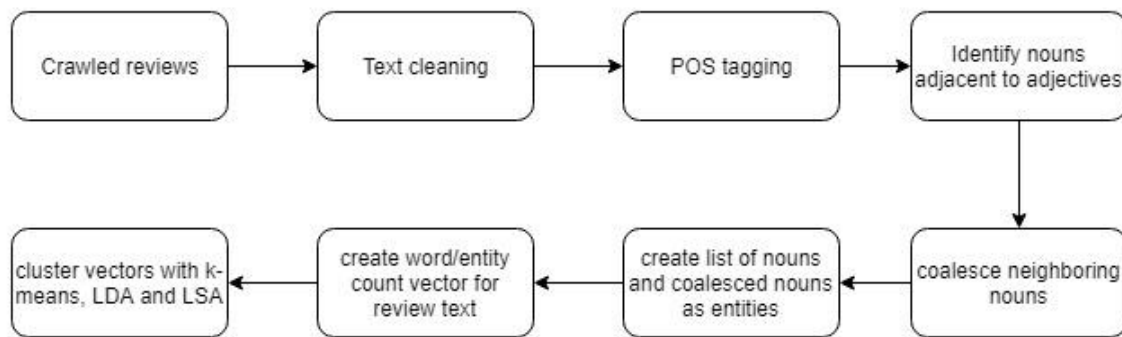 Crawled reviews
Text cleaning
POS tagging
Identify nouns
adjacent to adjectives
coalesce neighboring
nouns
create list of nouns
and coalesced nouns
as entities
create word/entity
count vector for
review text
cluster vectors with k-
means, LDA and LSA